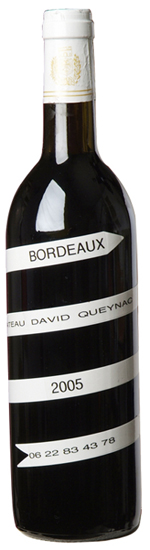 BORDEAUX
TEAU DAVID QUEYNAC
2005
06 22 83 43 78